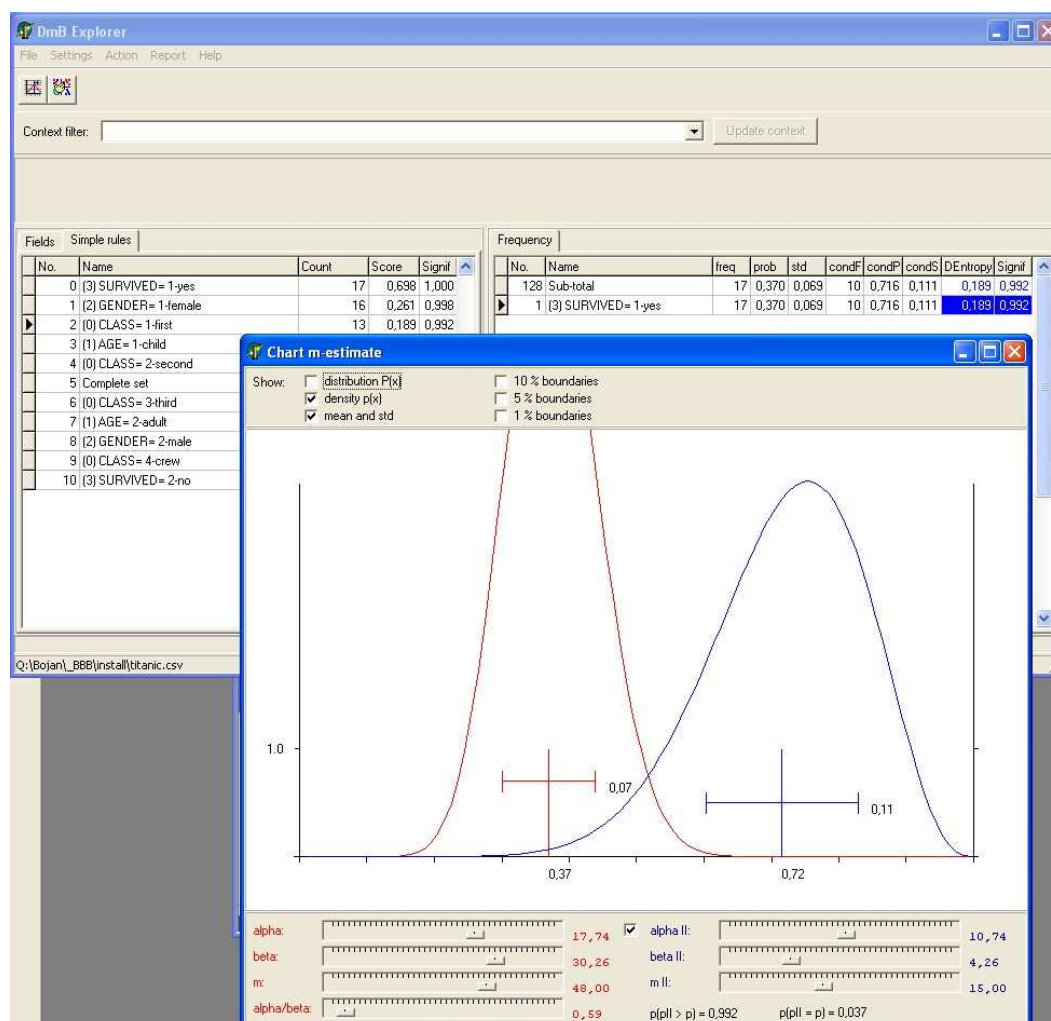 DmB Explorer
File Settings Action Report Help
Context filter: Update context
Fields Simple rules
No. Name Count Score Signif
0 (3) SURVIVED= 1-yes 17 0,698 1,000
1 (2) GENDER= 1-female 16 0,261 0,998
2 (0) CLASS= 1-first 13 0,189 0,992
3 (1) AGE= 1-child
4 (0) CLASS= 2-second
5 Complete set
6 (0) CLASS= 3-third
7 (1) AGE= 2-adult
8 (2) GENDER= 2-male
9 (0) CLASS= 4-crew
10 (3) SURVIVED= 2-no
Frequency
No. Name freq prob std condF condP condS DEntropy Signif
128 Sub-total 17 0,370 0,069 10 0,716 0,111 0,189 0,992
1 (3) SURVIVED= 1-yes 17 0,370 0,069 10 0,716 0,111 0,189 0,992
Q:\Bojan\_BBB\install\titanic.csv
Chart m-estimate
Show: distribution P(x) 10 % boundaries
density p(x) 5 % boundaries
mean and std 1 % boundaries
1.0
0,07
0,11
0,37
0,72
alpha: 17,74 alpha II: 10,74
beta: 30,26 beta II: 4,26
m: 48,00 m II: 15,00
alpha/beta: 0,59 p(pII > p) = 0,992 p(pII = p) = 0,037